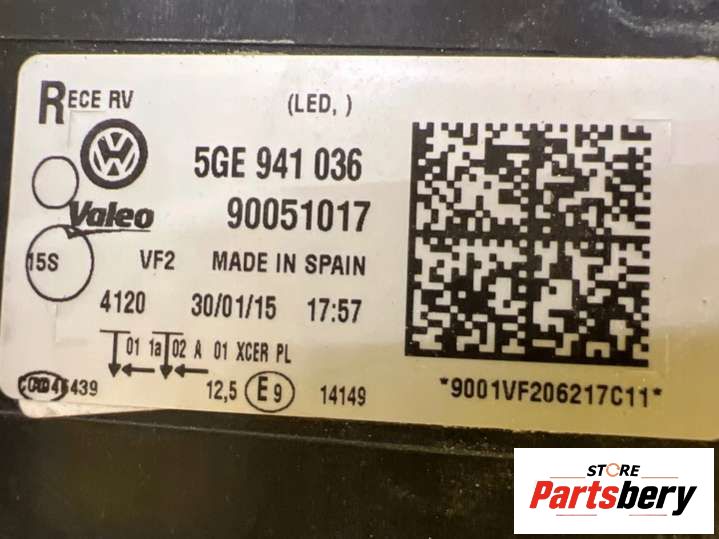 R ECE RV (LED, )
5GE 941 036
Valeo 90051017
15S VF2 MADE IN SPAIN
4120 30/01/15 17:57
01 1a 02 A 01 XCER PL
12,5 E9 14149 *9001VF206217C11*
STORE
Partsbery